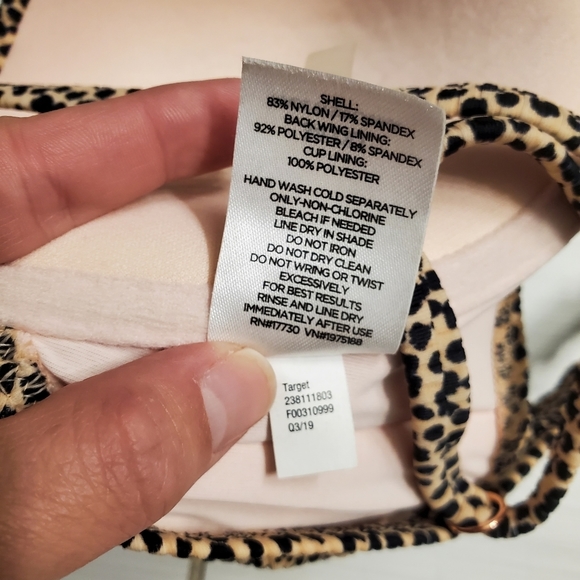 SHELL:
83% NYLON / 17% SPANDEX
BACK WING LINING:
92% POLYESTER / 8% SPANDEX
CUP LINING:
100% POLYESTER
HAND WASH COLD SEPARATELY
ONLY-NON-CHLORINE
BLEACH IF NEEDED
LINE DRY IN SHADE
DO NOT IRON
DO NOT DRY CLEAN
DO NOT WRING OR TWIST
EXCESSIVELY
FOR BEST RESULTS
RINSE AND LINE DRY
IMMEDIATELY AFTER USE
RN#17730 VN#1975188
Target
238111803
F00310999
03/19